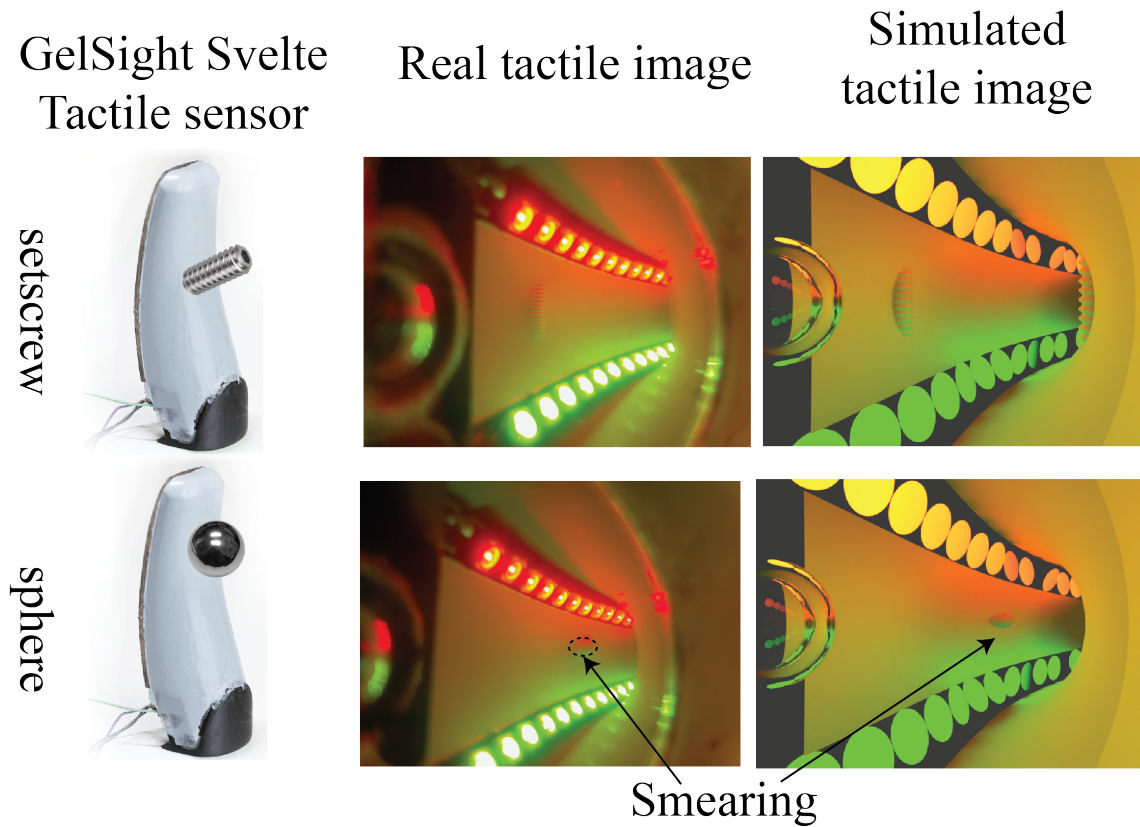 GelSight Svelte
Tactile sensor
Real tactile image
Simulated
tactile image
setscrew
sphere
Smearing